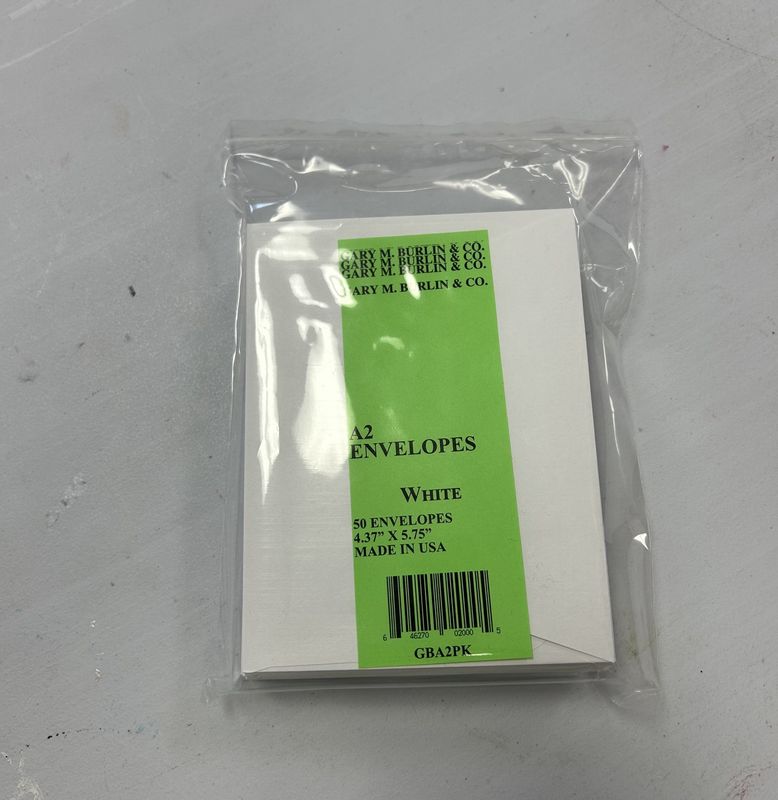 GARY M. BURLIN & CO.
GARY M. BURLIN & CO.
GARY M. BURLIN & CO.
GARY M. BURLIN & CO.
A2
ENVELOPES
WHITE
50 ENVELOPES
4.37” X 5.75”
MADE IN USA
6 46270 02000 5
GBA2PK